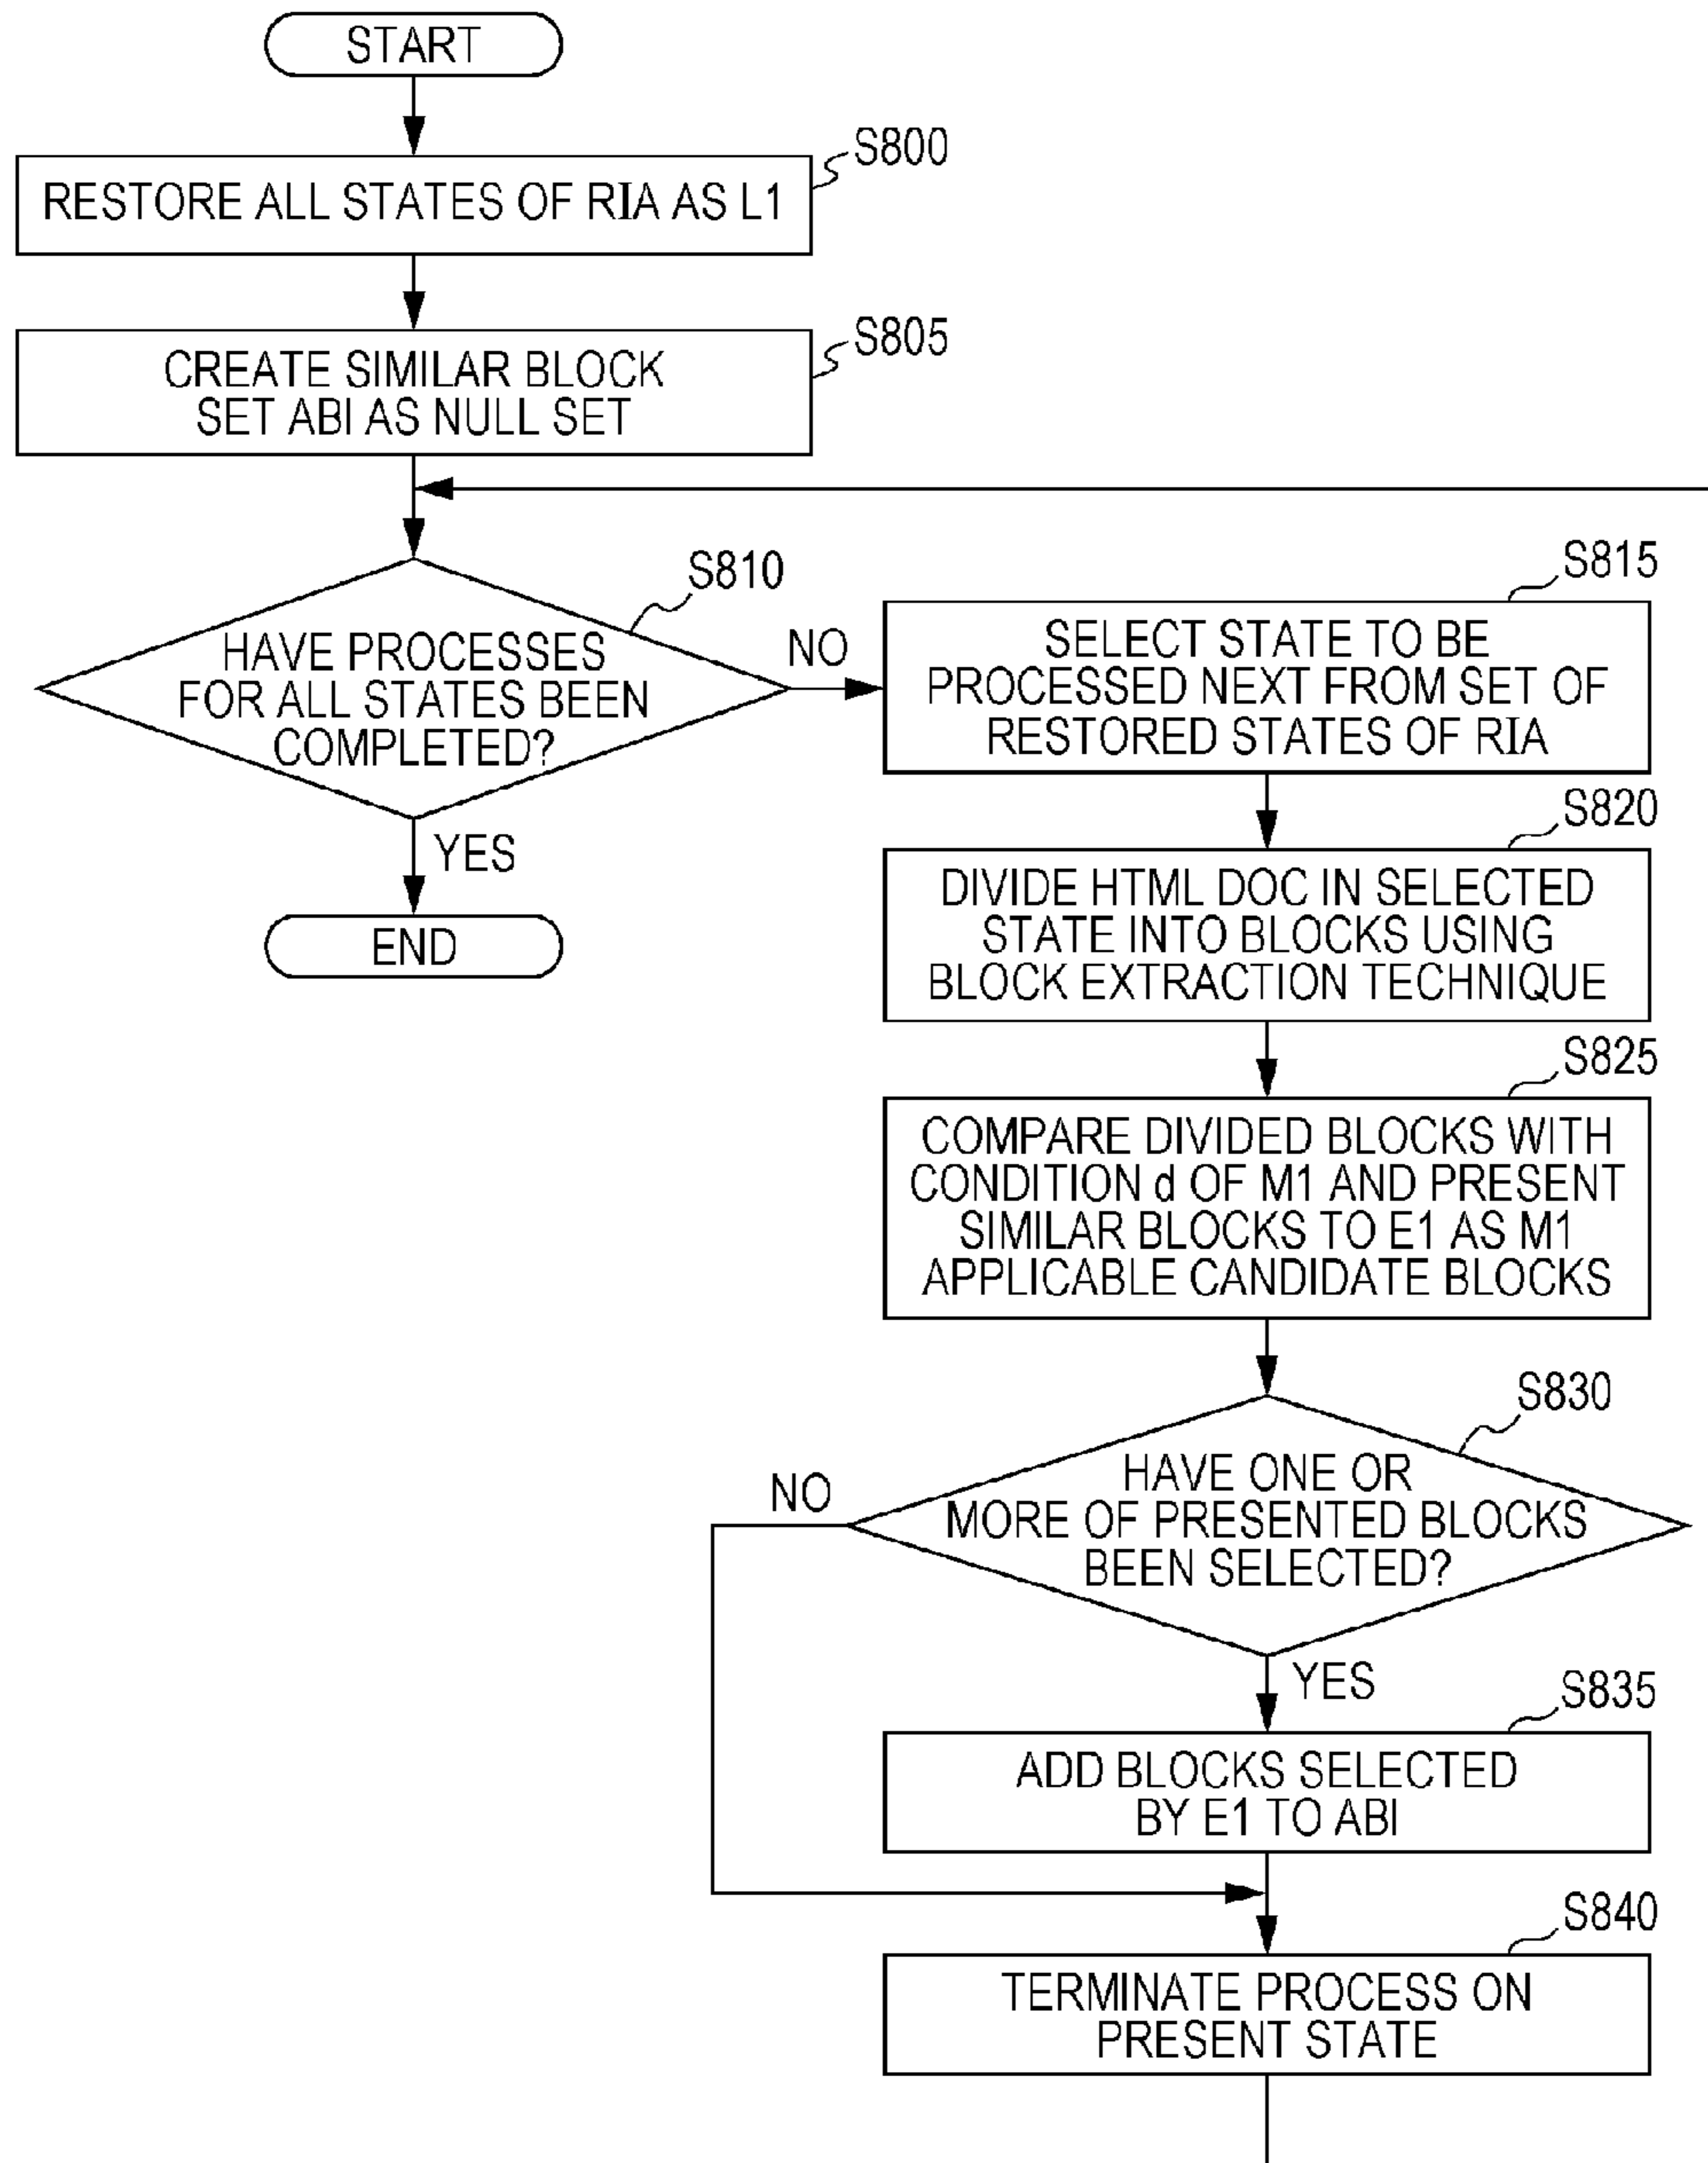 START
S800
RESTORE ALL STATES OF RIA AS L1
S805
CREATE SIMILAR BLOCK
SET ABI AS NULL SET
S810
HAVE PROCESSES
FOR ALL STATES BEEN
COMPLETED?
NO
YES
END
S815
SELECT STATE TO BE
PROCESSED NEXT FROM SET OF
RESTORED STATES OF RIA
S820
DIVIDE HTML DOC IN SELECTED
STATE INTO BLOCKS USING
BLOCK EXTRACTION TECHNIQUE
S825
COMPARE DIVIDED BLOCKS WITH
CONDITION d OF M1 AND PRESENT
SIMILAR BLOCKS TO E1 AS M1
APPLICABLE CANDIDATE BLOCKS
S830
HAVE ONE OR
MORE OF PRESENTED BLOCKS
BEEN SELECTED?
NO
YES
S835
ADD BLOCKS SELECTED
BY E1 TO ABI
S840
TERMINATE PROCESS ON
PRESENT STATE